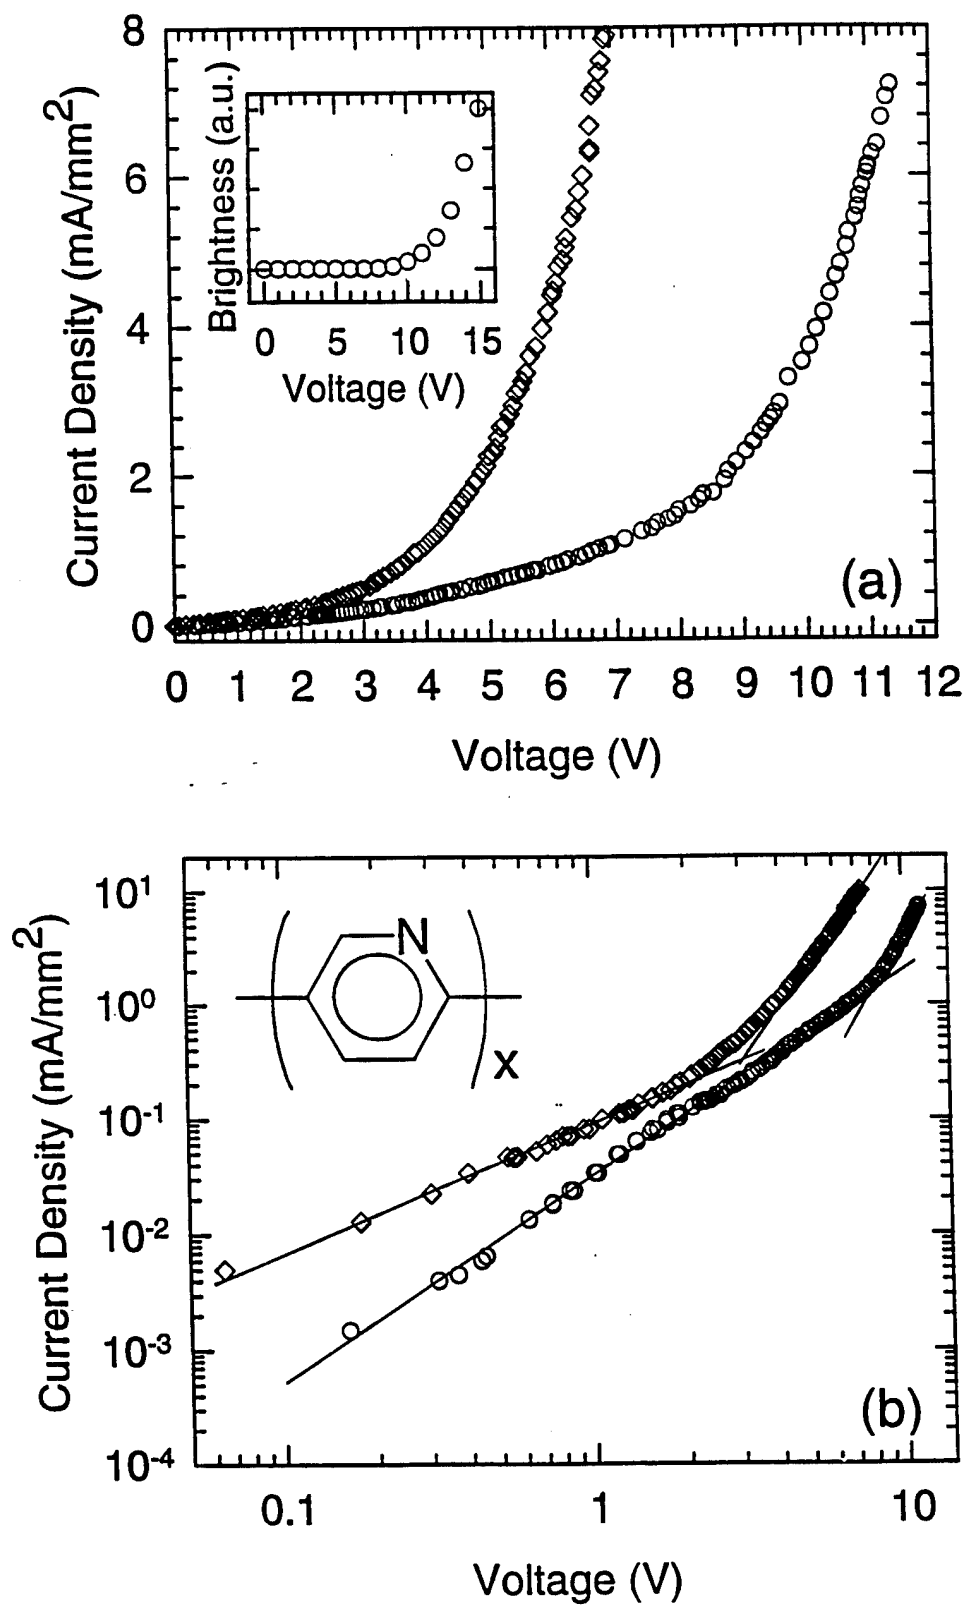 8
6
4
2
0
Current Density (mA/mm²)
Brightness (a.u.)
0 5 10 15
Voltage (V)
(a)
0 1 2 3 4 5 6 7 8 9 10 11 12
Voltage (V)
10¹
10⁰
10⁻¹
10⁻²
10⁻³
10⁻⁴
Current Density (mA/mm²)
N
x
(b)
0.1 1 10
Voltage (V)